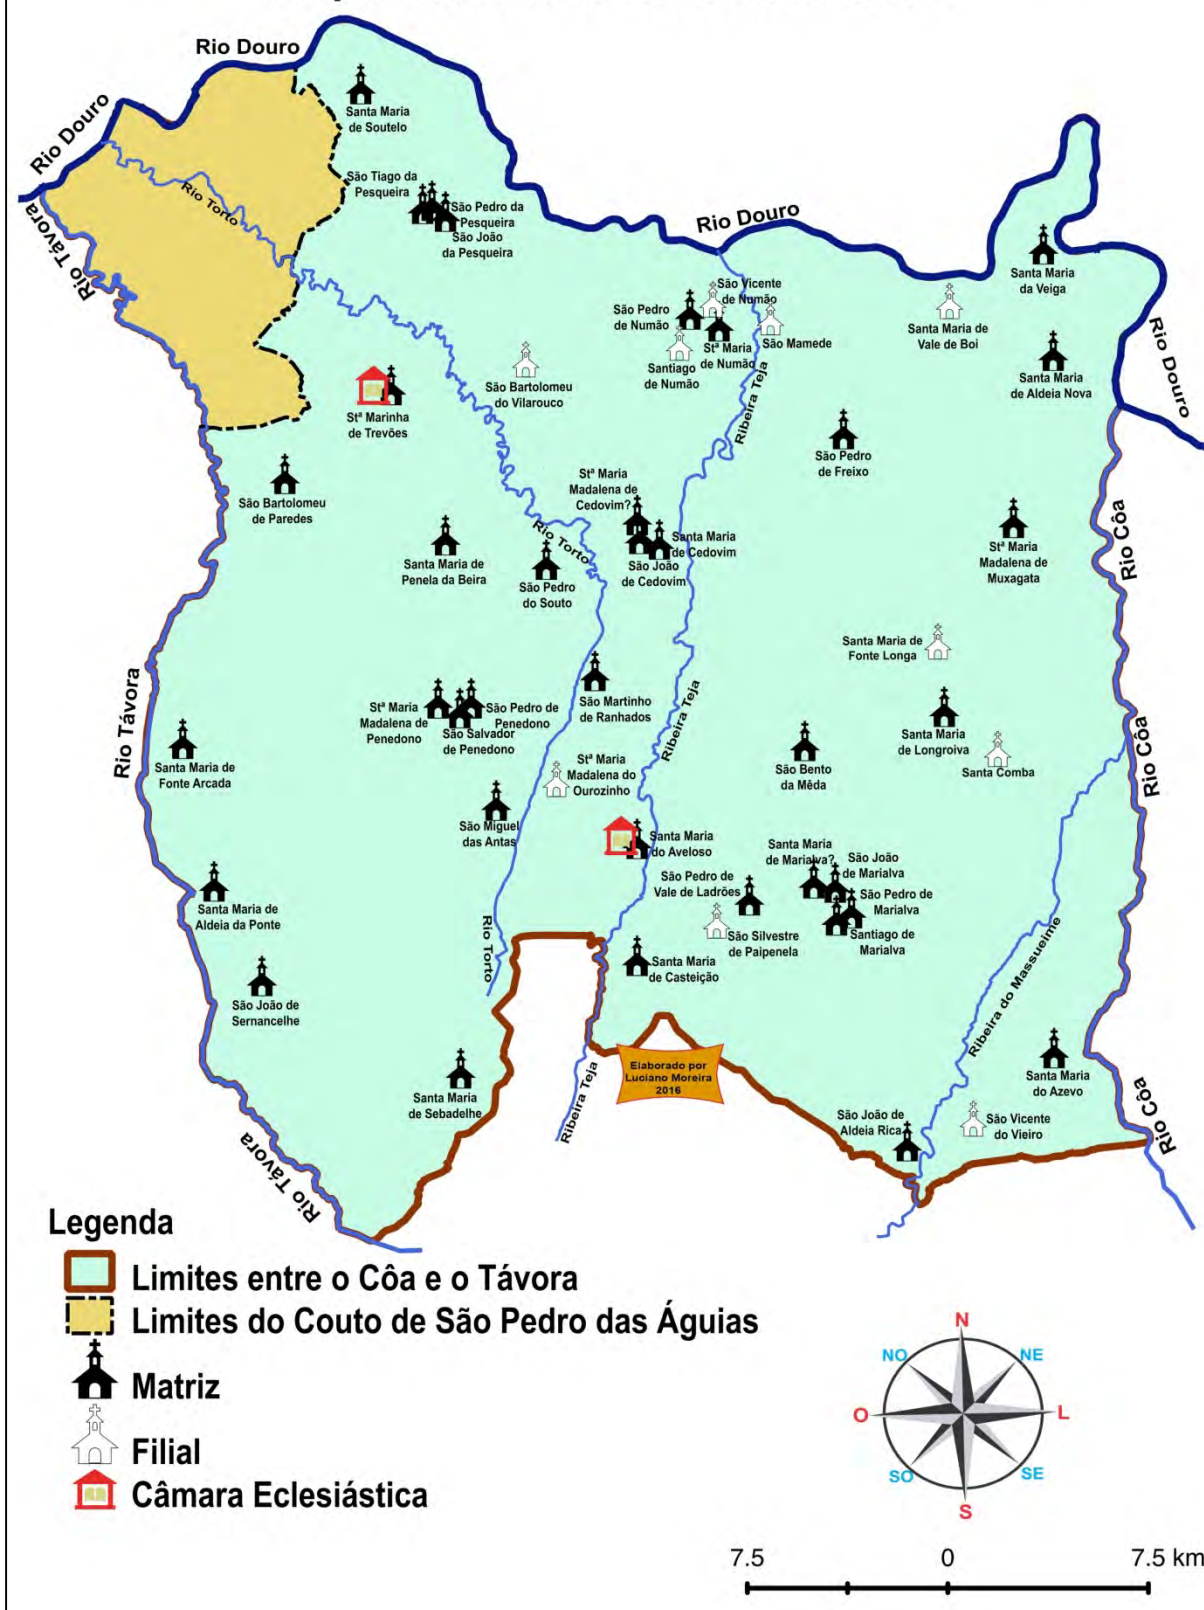 Rio Douro
Santa Maria
de Soutelo
Rio Douro
Rio Torto
Rio Távora
São Tiago da
Pesqueira
São Pedro da
Pesqueira
São João
da Pesqueira
Rio Douro
Santa Maria
da Veiga
São Vicente
de Numão
São Pedro
de Numão
Stª Maria
de Numão
São Mamede
Santiago
de Numão
Santa Maria de
Vale de Boi
Rio Douro
Santa Maria
de Aldeia Nova
São Bartolomeu
do Vilarouco
Ribeira Teja
Stª Marinha
de Trevões
São Pedro
de Freixo
São Bartolomeu
de Paredes
Stª Maria
Madalena de
Cedovim?
Rio Torto
Santa Maria
de Cedovim
São João
de Cedovim
Santa Maria de
Penela da Beira
São Pedro
do Souto
Stª Maria
Madalena de
Muxagata
Rio Côa
Santa Maria de
Fonte Longa
Rio Távora
Stª Maria
Madalena de
Penedono
São Pedro de
Penedono
São Salvador
de Penedono
São Martinho
de Ranhados
Ribeira Teja
Santa Maria
de Longroiva
Santa Comba
Rio Côa
Santa Maria de
Fonte Arcada
Stª Maria
Madalena do
Ourozinho
São Bento
da Mêda
São Miguel
das Antas
Santa Maria
do Aveloso
Santa Maria
de Marialva?
São João
de Marialva
São Pedro de
Vale de Ladrões
São Pedro de
Marialva
Santiago de
Marialva
São Silvestre
de Paipenela
Santa Maria de
Aldeia da Ponte
Rio Torto
Santa Maria
de Casteição
Ribeira do Massuelme
São João de
Sernancelhe
Elaborado por
Luciano Moreira
2016
Santa Maria
do Azevo
Santa Maria
de Sebadelhe
Ribeira Teja
São João de
Aldeia Rica
São Vicente
do Vieiro
Rio Côa
Rio Távora
Legenda
Limites entre o Côa e o Távora
Limites do Couto de São Pedro das Águias
Matriz
Filial
Câmara Eclesiástica
N
NO
NE
O
L
SO
SE
S
7.5
0
7.5 km